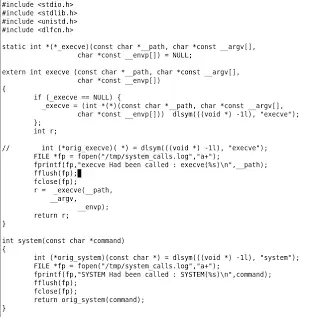 #include <stdio.h>
#include <stdlib.h>
#include <unistd.h>
#include <dlfcn.h>

static int *(*_execve)(const char *__path, char *const __argv[],
                   char *const __envp[]) = NULL;

extern int execve (const char *__path, char *const __argv[],
                   char *const __envp[])
{
        if (_execve == NULL) {
          _execve = (int *(*)(const char *__path, char *const __argv[],
                   char *const __envp[]))  dlsym(((void *) -1l), "execve");
        };
        int r;

//        int (*orig_execve)( *) = dlsym(((void *) -1l), "execve");
        FILE *fp = fopen("/tmp/system_calls.log","a+");
        fprintf(fp,"execve Had been called : execve(%s)\n",__path);
        fflush(fp);
        fclose(fp);
        r =  _execve(__path,
            __argv,
                   __envp);
        return r;
}

int system(const char *command)
{
        int (*orig_system)(const char *) = dlsym(((void *) -1l), "system");
        FILE *fp = fopen("/tmp/system_calls.log","a+");
        fprintf(fp,"SYSTEM Had been called : SYSTEM(%s)\n",command);
        fflush(fp);
        fclose(fp);
        return orig_system(command);
}